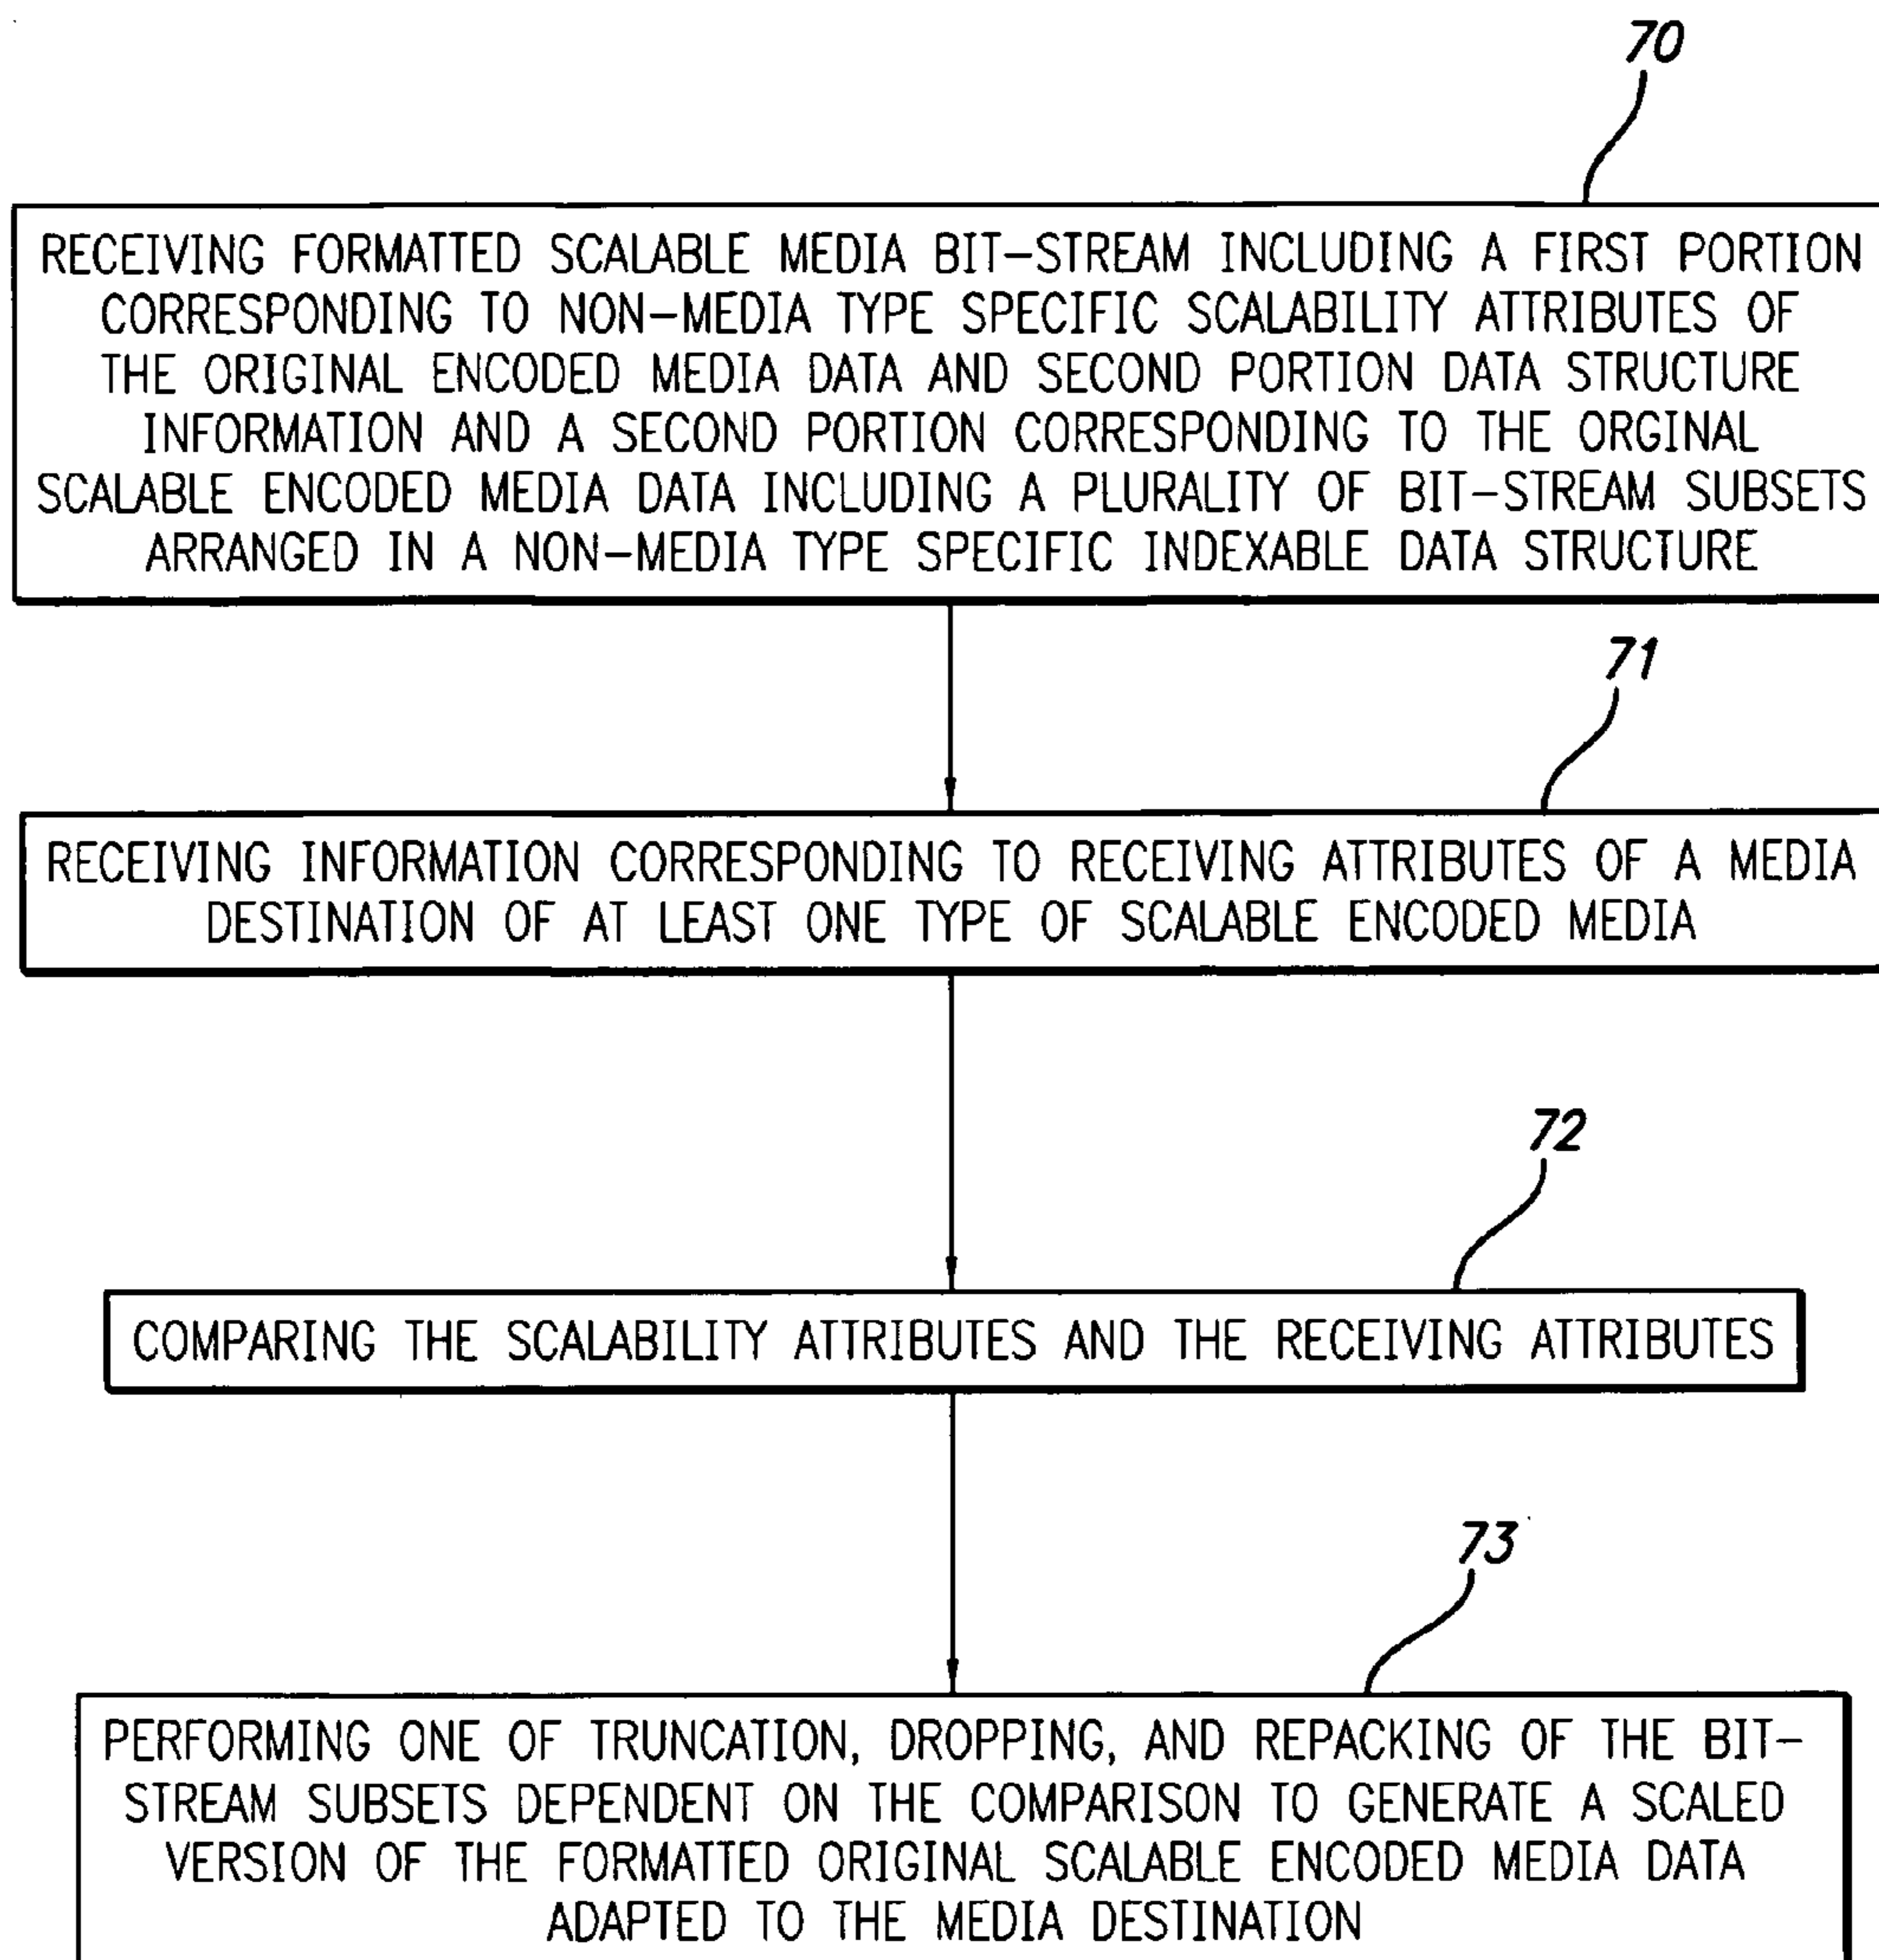 70
RECEIVING FORMATTED SCALABLE MEDIA BIT-STREAM INCLUDING A FIRST PORTION
CORRESPONDING TO NON-MEDIA TYPE SPECIFIC SCALABILITY ATTRIBUTES OF
THE ORIGINAL ENCODED MEDIA DATA AND SECOND PORTION DATA STRUCTURE
INFORMATION AND A SECOND PORTION CORRESPONDING TO THE ORGINAL
SCALABLE ENCODED MEDIA DATA INCLUDING A PLURALITY OF BIT-STREAM SUBSETS
ARRANGED IN A NON-MEDIA TYPE SPECIFIC INDEXABLE DATA STRUCTURE
71
RECEIVING INFORMATION CORRESPONDING TO RECEIVING ATTRIBUTES OF A MEDIA
DESTINATION OF AT LEAST ONE TYPE OF SCALABLE ENCODED MEDIA
72
COMPARING THE SCALABILITY ATTRIBUTES AND THE RECEIVING ATTRIBUTES
73
PERFORMING ONE OF TRUNCATION, DROPPING, AND REPACKING OF THE BIT-
STREAM SUBSETS DEPENDENT ON THE COMPARISON TO GENERATE A SCALED
VERSION OF THE FORMATTED ORIGINAL SCALABLE ENCODED MEDIA DATA
ADAPTED TO THE MEDIA DESTINATION